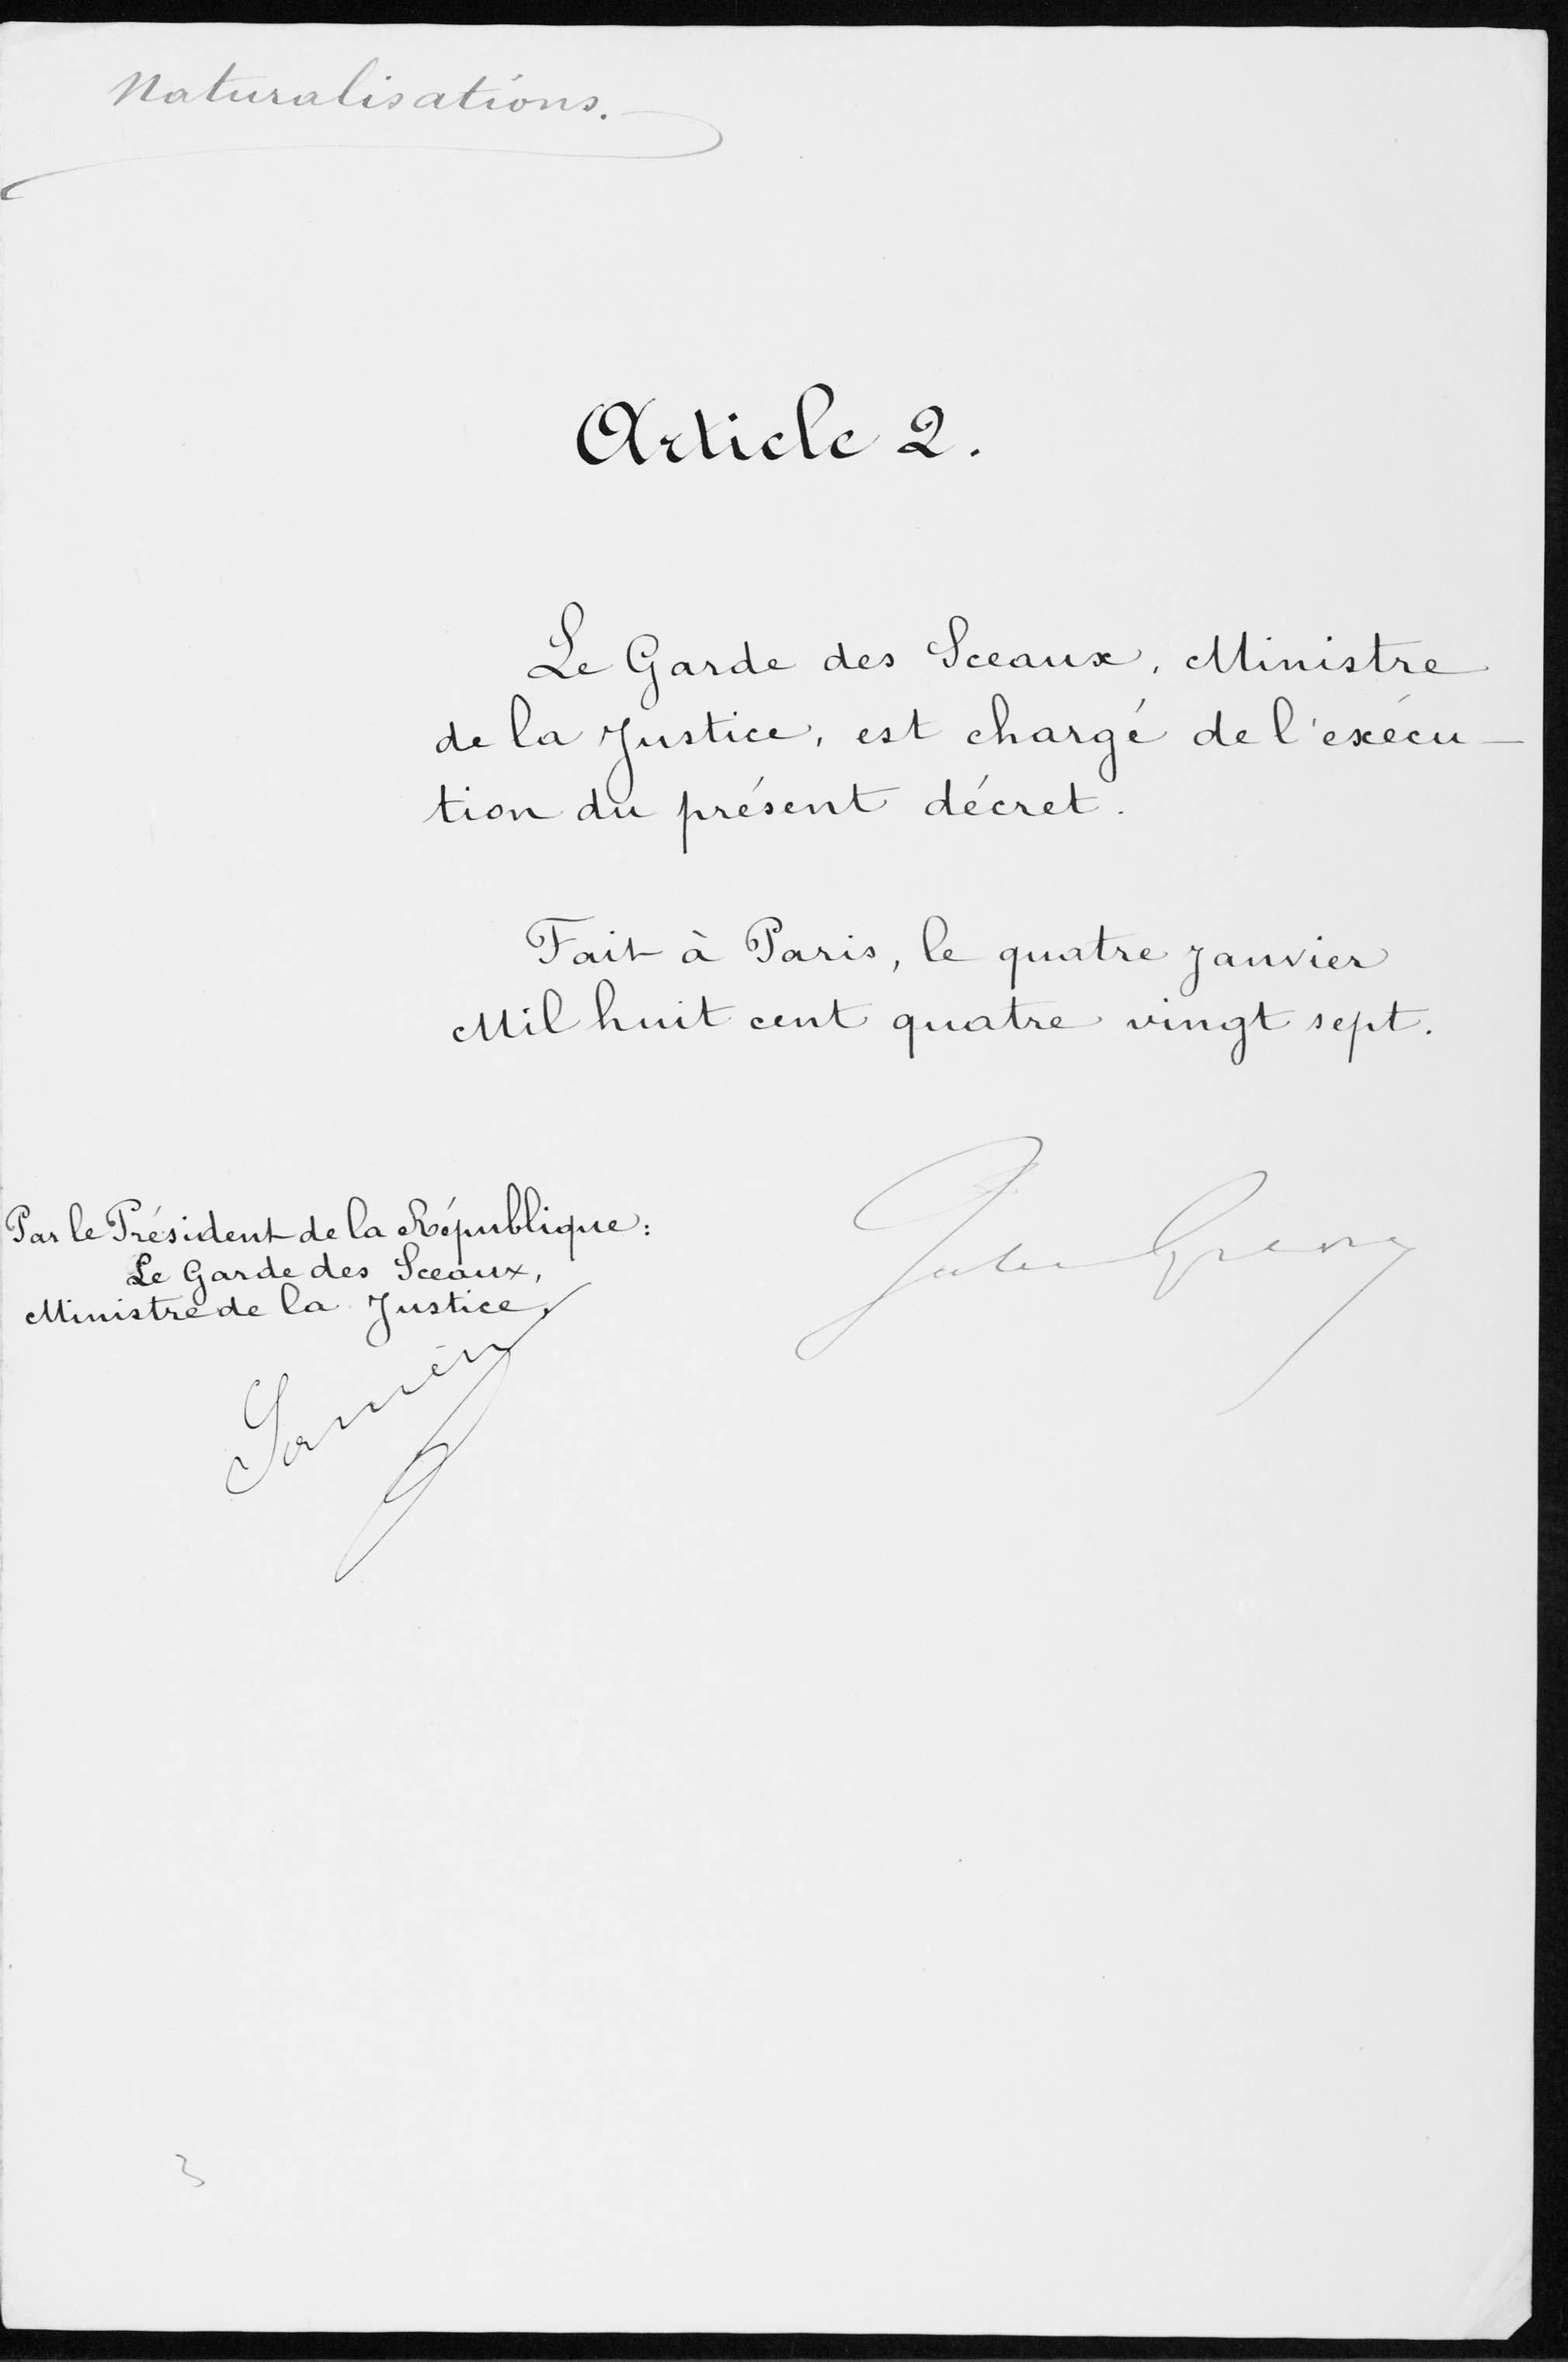 Naturalisations.
Article 2.
Le Garde des Sceaux, Ministre
de la Justice, est chargé de l'exécu-
tion du présent décret.
Fait à Paris, le quatre janvier
Mil huit cent quatre vingt sept.
Jules Grévy
Par le Président de la République:
Le Garde des Sceaux,
Ministre de la Justice,
Sarrien
3